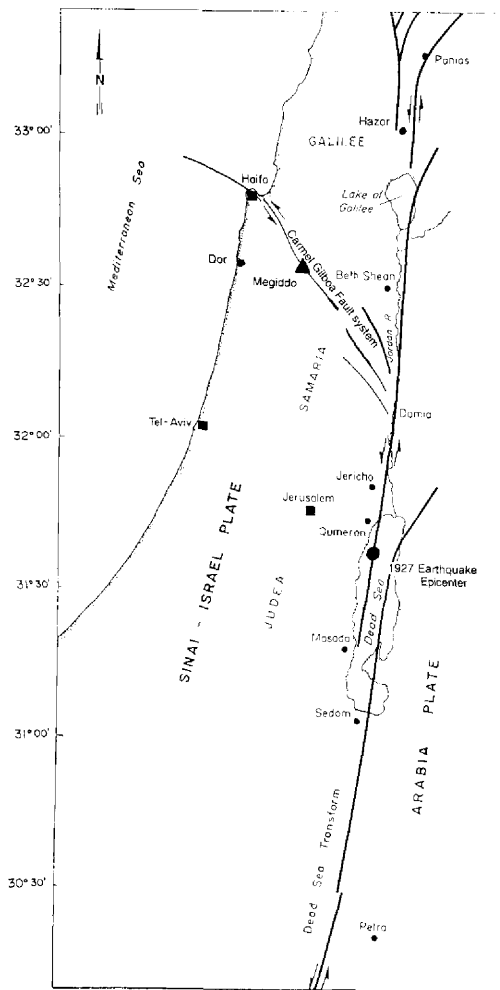 N
Panias
33° 00'
Hazor
GALILEE
Mediterranean Sea
Haifa
Lake of
Galilee
Carmel Gilboa Fault system
Dor
Megiddo
Beth Shean
32° 30'
Jordan R.
SAMARIA
Damia
Tel-Aviv
32° 00'
Jericho
Jerusalem
Qumeron
SINAI - ISRAEL PLATE
JUDEA
1927 Earthquake
Epicenter
31° 30'
Dead Sea
Masada
ARABIA PLATE
Sedom
31° 00'
Dead Sea Transform
30° 30'
Petra